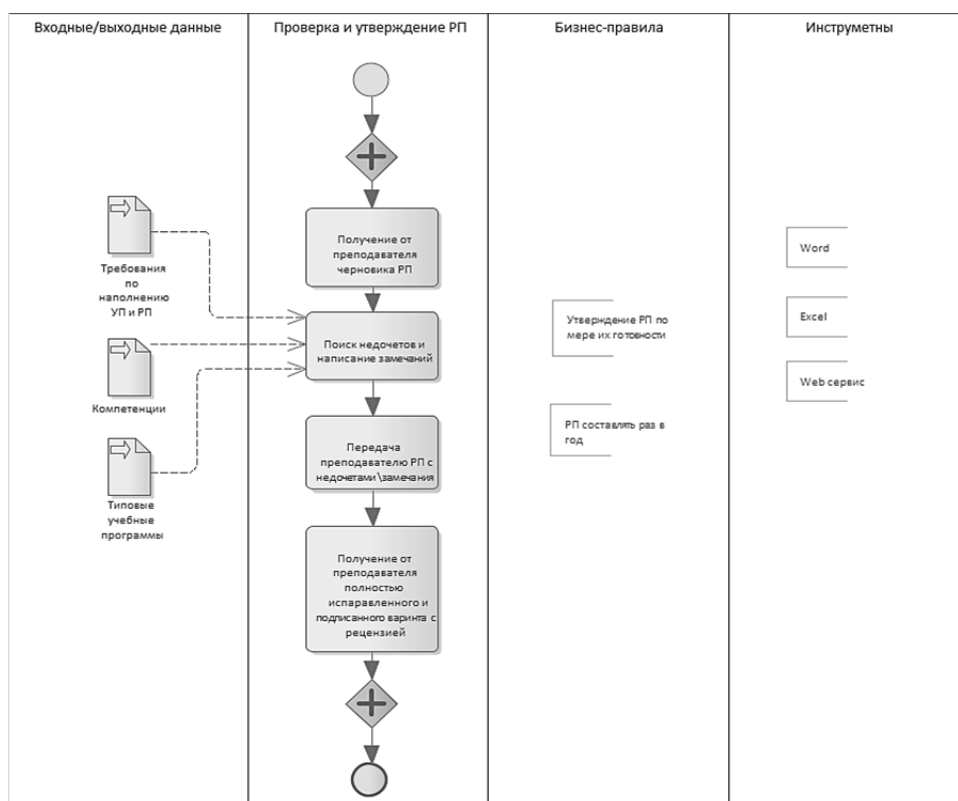 Входные/выходные данные
Проверка и утверждение РП
Бизнес-правила
Инструметны
Получение от
преподавателя
черновика РП
Требования
по
наполнению
УП и РП
Поиск недочетов и
написание замечаний
Компетенции
Передача
преподавателю РП с
недочетами\замечания
Типовые
учебные
программы
Получение от
преподавателя
полностью
испаравленного и
подписанного варинта с
рецензией
Утверждение РП по
мере их готовности
РП составлять раз в
год
Word
Excel
Web сервис